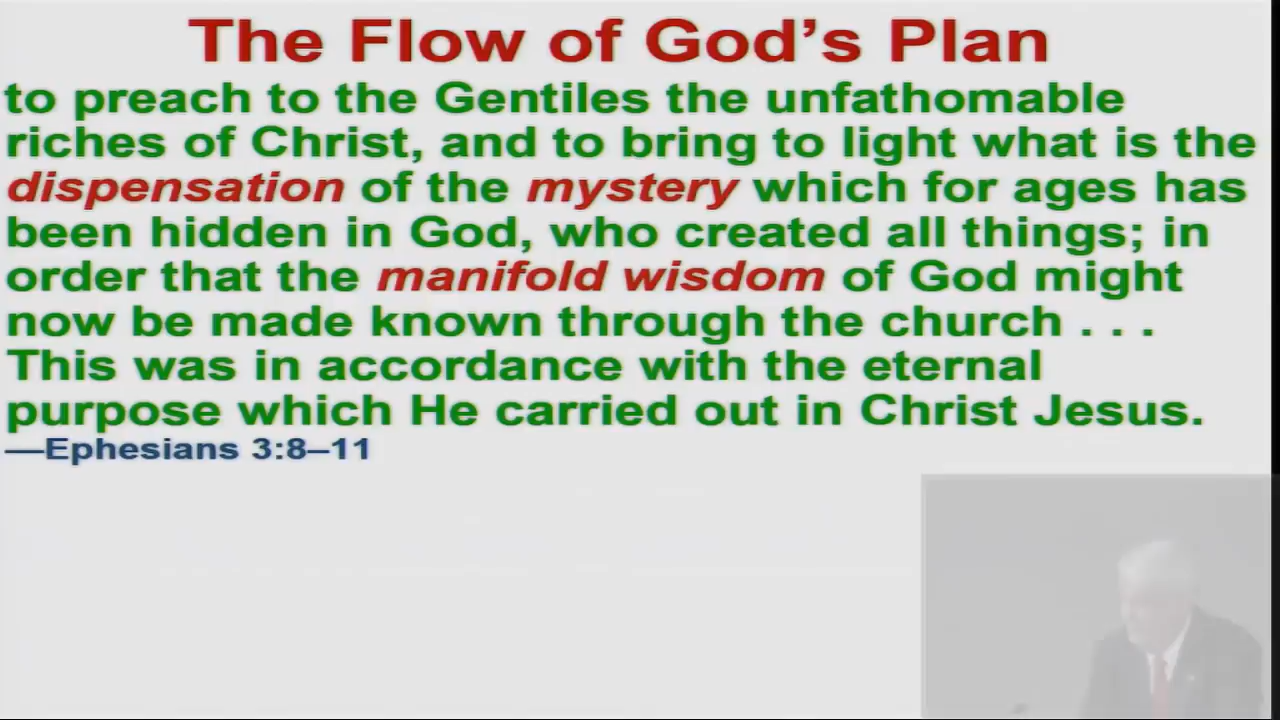 The Flow of God’s Plan
to preach to the Gentiles the unfathomable
riches of Christ, and to bring to light what is the
dispensation of the mystery which for ages has
been hidden in God, who created all things; in
order that the manifold wisdom of God might
now be made known through the church . . .
This was in accordance with the eternal
purpose which He carried out in Christ Jesus.
—Ephesians 3:8–11